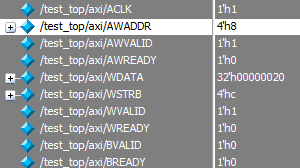 /test_top/axi/ACLK 1'h1
/test_top/axi/AWADDR 4'h8
/test_top/axi/AWVALID 1'h1
/test_top/axi/AWREADY 1'h0
/test_top/axi/WDATA 32'h00000020
/test_top/axi/WSTRB 4'hc
/test_top/axi/WVALID 1'h1
/test_top/axi/WREADY 1'h0
/test_top/axi/BVALID 1'h0
/test_top/axi/BREADY 1'h0